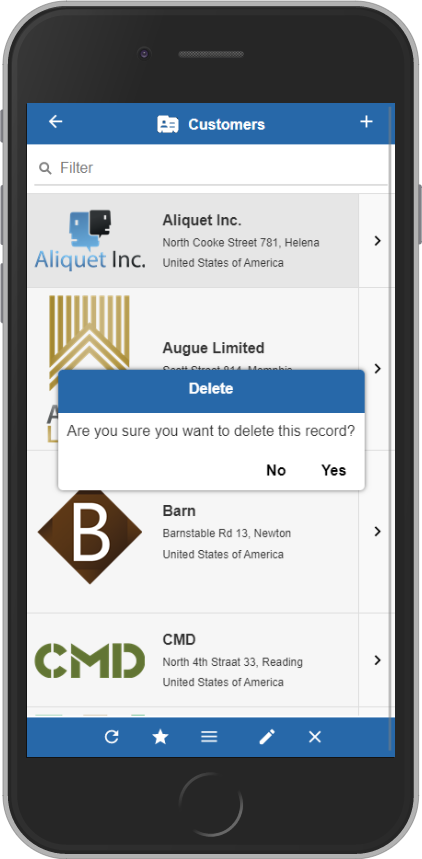 Customers
Filter
Aliquet Inc.
Aliquet Inc.
North Cooke Street 781, Helena
United States of America
Augue Limited
Scott Street 814, Memphis
A
L
Delete
Are you sure you want to delete this record?
No
Yes
B
Barn
Barnstable Rd 13, Newton
United States of America
CMD
CMD
North 4th Straat 33, Reading
United States of America